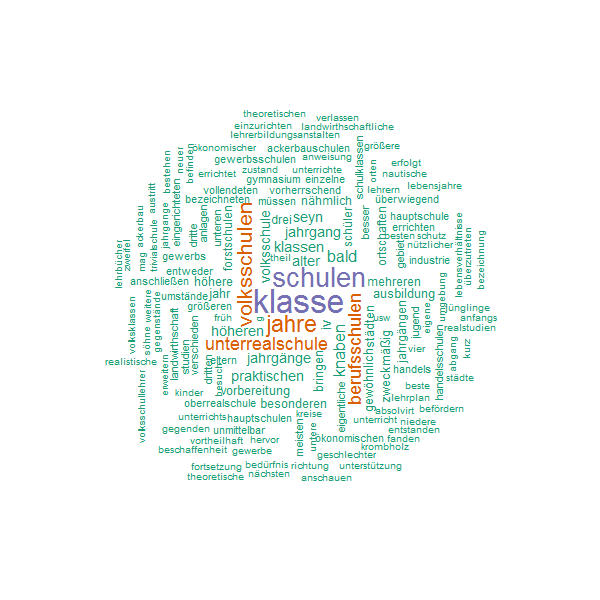 theoretischen
verlassen
einzurichten
landwirthschaftliche
lehrerbildungsanstalten
ökonomischer
ackerbauschulen
größere
gewerbsschulen
anweisung
erfolgt
errichtet
zustand
unterrichte
schulklassen
orten
nautische
gymnasium
einzelne
lehrern
lebensjahre
vollendeten
vorherrschend
bezeichneten
müssen
nähmlich
überwiegend
bestehen
neuer
befinden
austritt
jahrgange
eingerichteten
dritte
anlagen
unteren
forstschulen
volksschulen
volksschule
drei
seyn
jahrgang
schüler
besser
ortschaften
hauptschule
errichten
besten
schutz
gebiet
nützlicher
industrie
lebensverhältnisse
überzutreten
bezeichnung
lehrbücher
zweifel
mag
ackerbau
trivialschule
gewerbs
klassen
theil
alter
bald
entweder
anschließen
höhere
schulen
mehreren
ausbildung
umgebung
umstände
jahr
größeren
klasse
volksklassen
söhne
weitere
gegenstände
landwirthschaft
studien
verschieden
früh
g
jahre
iv
knaben
berufsschulen
gewöhnlich
städten
usw
zweckmäßig
jahrgängen
jugend
eigene
jünglinge
anfangs
realstudien
höheren
unterrealschule
vier
handelsschulen
abgang
kurz
realistische
erweitern
dritten
besuch
eltern
jahrgänge
bringen
handels
städte
volksschullehrer
praktischen
beste
kinder
vorbereitung
lehrplan
oberrealschule
besonderen
eigentliche
z
absolvirt
befördern
unterrichts
hauptschulen
kreise
unterricht
niedere
gegenden
unmittelbar
untere
entstanden
vortheilhaft
hervor
meisten
ökonomischen
fanden
beschaffenheit
gewerbe
krombholz
geschlechter
fortsetzung
bedürfnis
richtung
unterstützung
theoretische
nächsten
anschauen